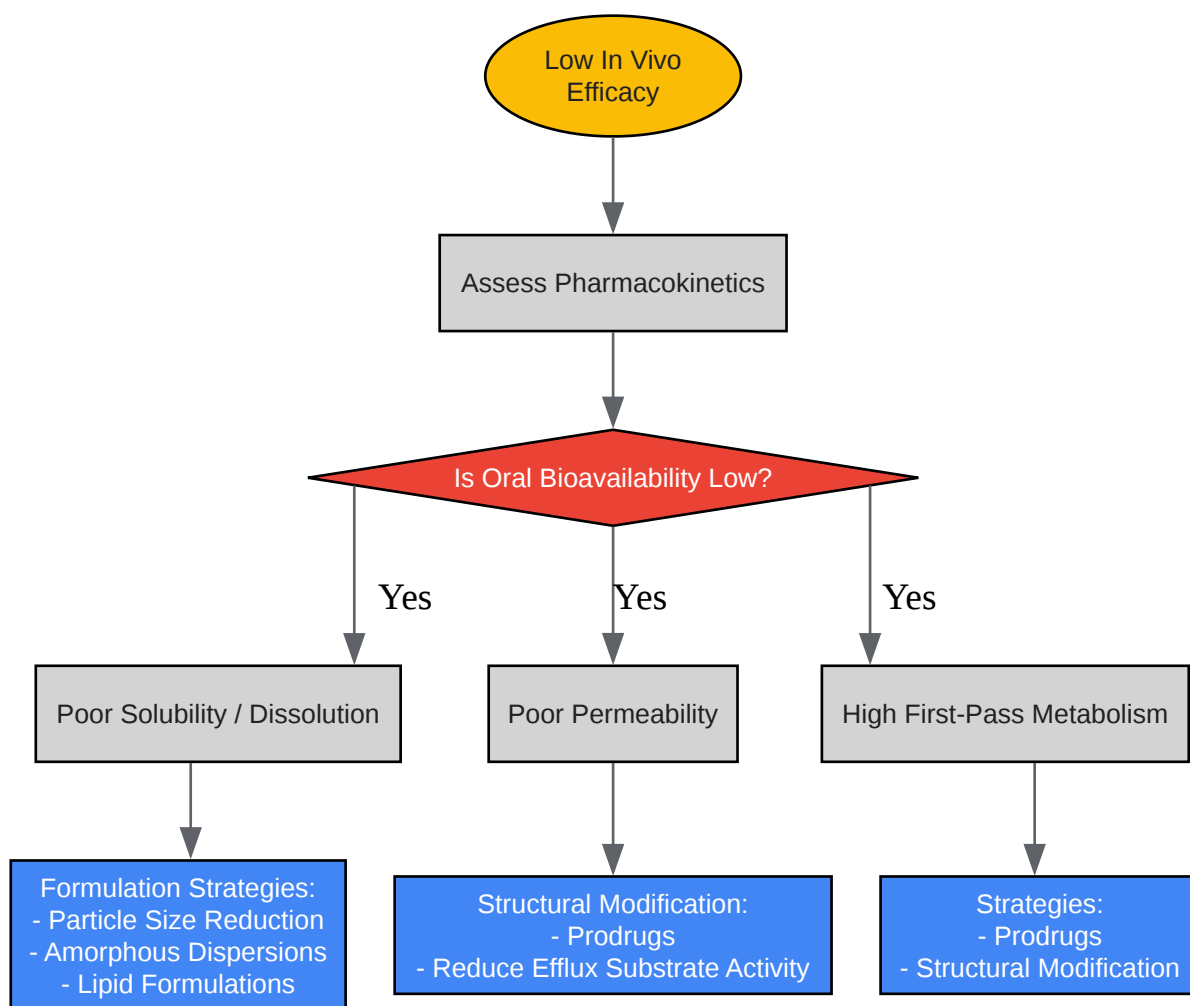 Low In Vivo
Efficacy
Assess Pharmacokinetics
Is Oral Bioavailability Low?
Yes
Yes
Yes
Poor Solubility / Dissolution
Poor Permeability
High First-Pass Metabolism
Formulation Strategies:
- Particle Size Reduction
- Amorphous Dispersions
- Lipid Formulations
Structural Modification:
- Prodrugs
- Reduce Efflux Substrate Activity
Strategies:
- Prodrugs
- Structural Modification